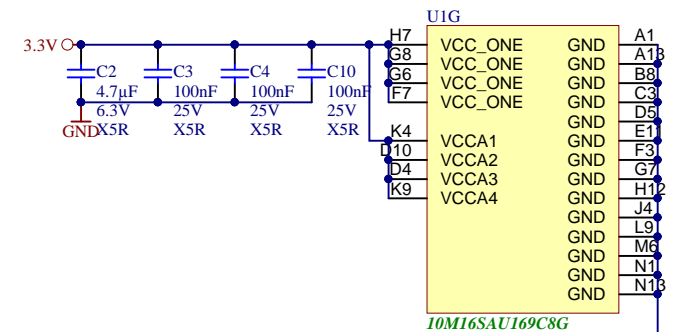 U1G
3.3V
C2
4.7µF
6.3V
X5R
C3
100nF
25V
X5R
C4
100nF
25V
X5R
C10
100nF
25V
X5R
GND
H7 VCC_ONE GND A1
G8 VCC_ONE GND A13
G6 VCC_ONE GND B8
F7 VCC_ONE GND C3
GND D5
K4 VCCA1 GND E11
D10 VCCA2 GND F3
D4 VCCA3 GND G7
K9 VCCA4 GND H12
GND J4
GND L9
GND M6
GND N1
GND N13
10M16SAU169C8G